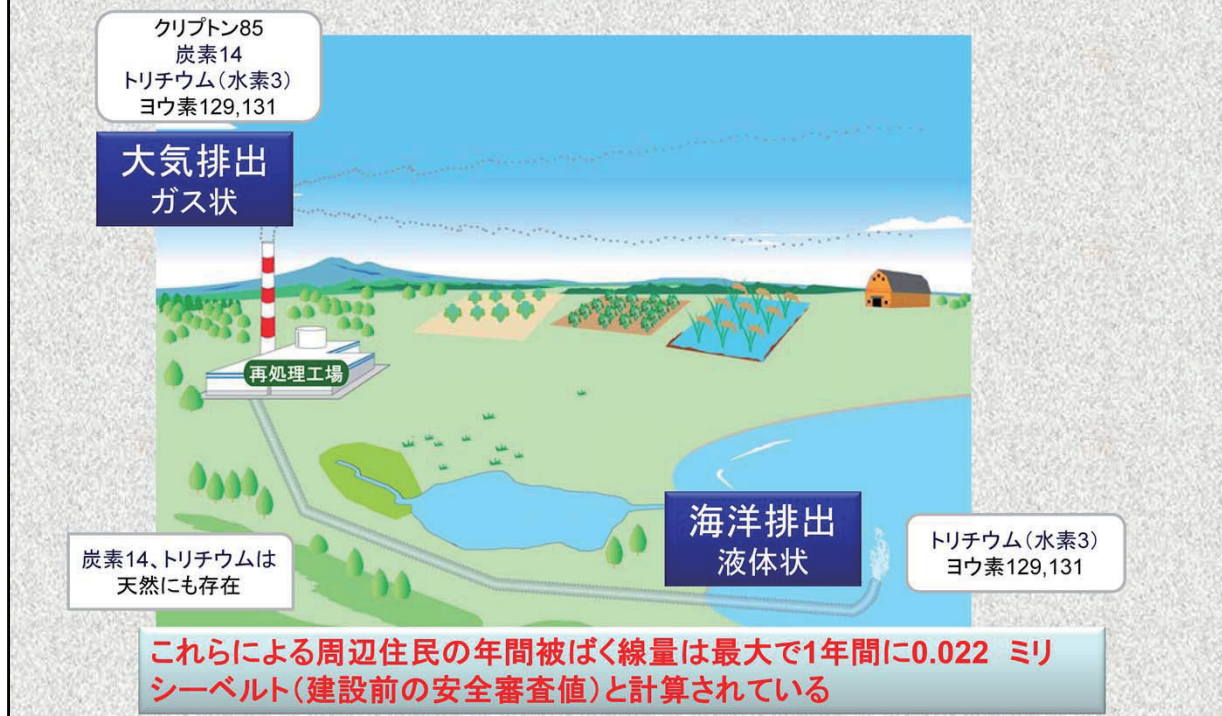 クリプトン85
炭素14
トリチウム(水素3)
ヨウ素129,131
大気排出
ガス状
再処理工場
海洋排出
液体状
トリチウム(水素3)
ヨウ素129,131
炭素14、トリチウムは
天然にも存在
これらによる周辺住民の年間被ばく線量は最大で1年間に0.022 ミリ
シーベルト(建設前の安全審査値)と計算されている